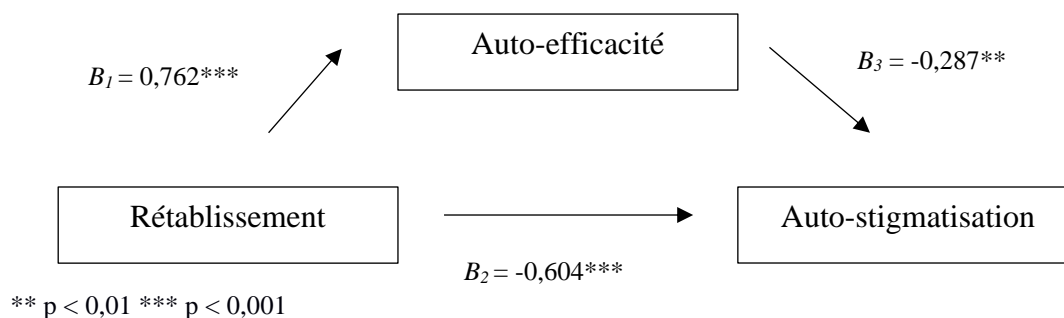 Auto-efficacité
B1 = 0,762***
B3 = -0,287**
Rétablissement
Auto-stigmatisation
B2 = -0,604***
** p < 0,01 *** p < 0,001